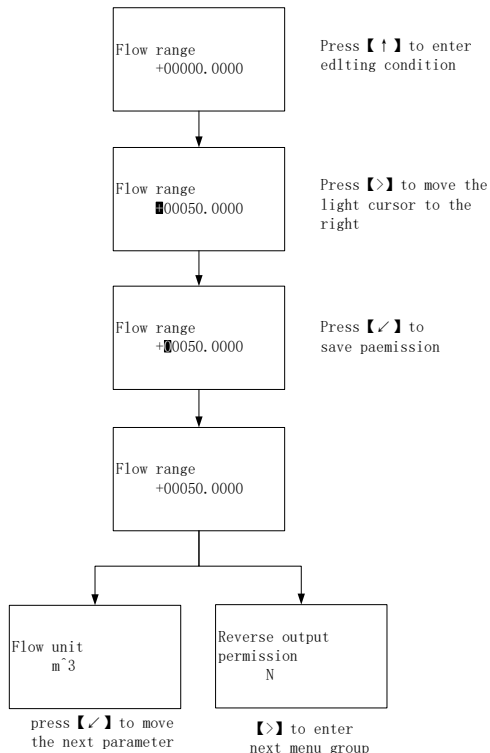 Flow range
+00000.0000
Press【↑】to enter
edlting condition
Flow range
+00050.0000
Press【>】to move the
light cursor to the
right
Flow range
+00050.0000
Press【↙】to
save paemission
Flow range
+00050.0000
Flow unit
m^3
press【↙】to move
the next parameter
Reverse output
permission
N
【>】to enter
next menu group